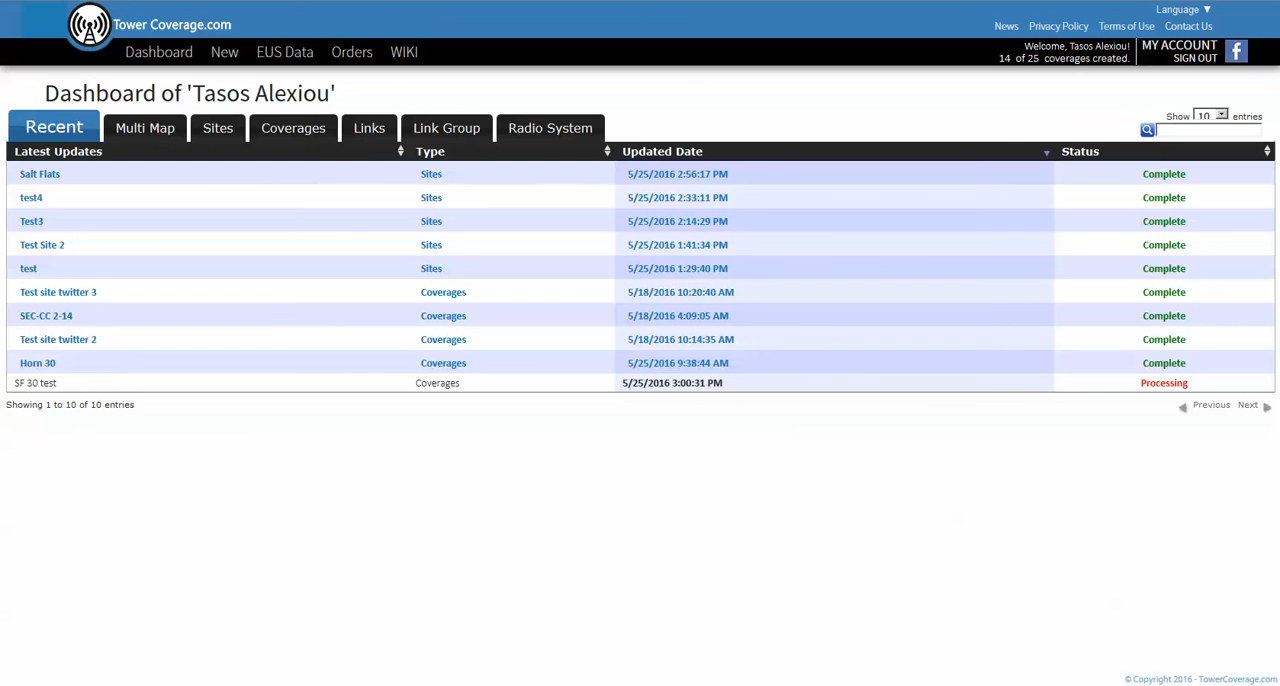 Language ▼
Tower Coverage.com
News Privacy Policy Terms of Use Contact Us
Dashboard New EUS Data Orders WIKI
Welcome, Tasos Alexiou!
14 of 25 coverages created.
MY ACCOUNT
SIGN OUT
f
Dashboard of 'Tasos Alexiou'
Recent Multi Map Sites Coverages Links Link Group Radio System
Show 10 entries
Latest Updates Type Updated Date Status
Salt Flats Sites 5/25/2016 2:56:17 PM Complete
test4 Sites 5/25/2016 2:33:11 PM Complete
Test3 Sites 5/25/2016 2:14:29 PM Complete
Test Site 2 Sites 5/25/2016 1:41:34 PM Complete
test Sites 5/25/2016 1:29:40 PM Complete
Test site twitter 3 Coverages 5/18/2016 10:20:40 AM Complete
SEC-CC 2-14 Coverages 5/18/2016 4:09:05 AM Complete
Test site twitter 2 Coverages 5/18/2016 10:14:35 AM Complete
Horn 30 Coverages 5/25/2016 9:38:44 AM Complete
SF 30 test Coverages 5/25/2016 3:00:31 PM Processing
Showing 1 to 10 of 10 entries
Previous Next
© Copyright 2016 - TowerCoverage.com